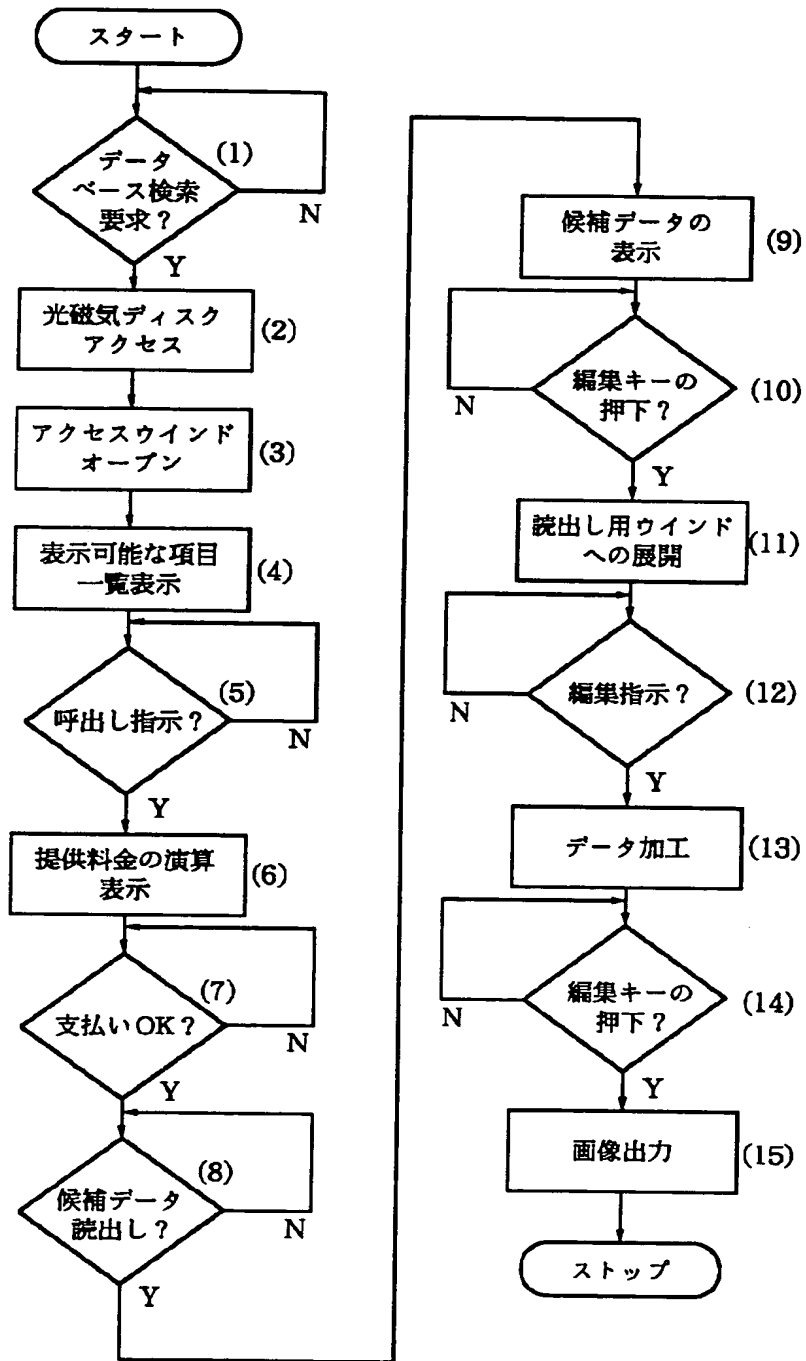 スタート
データ
ベース検索
要求?
(1)
N
Y
光磁気ディスク
アクセス
(2)
アクセスウインド
オープン
(3)
表示可能な項目
一覧表示
(4)
呼出し指示?
(5)
N
Y
提供料金の演算
表示
(6)
支払いOK?
(7)
N
Y
候補データ
読出し?
(8)
N
Y
候補データの
表示
(9)
編集キーの
押下?
(10)
N
Y
読出し用ウインド
への展開
(11)
編集指示?
(12)
N
Y
データ加工
(13)
編集キーの
押下?
(14)
N
Y
画像出力
(15)
ストップ